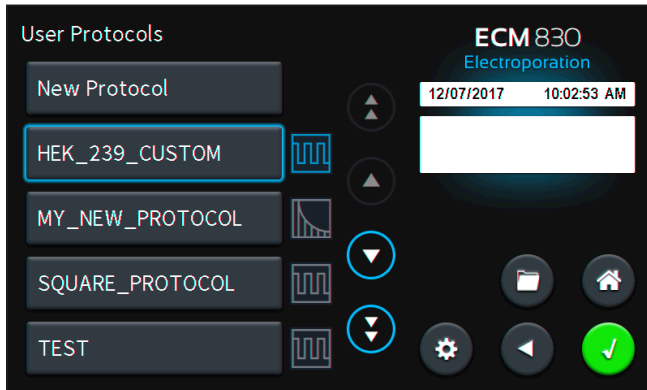 User Protocols
New Protocol
HEK_239_CUSTOM
MY_NEW_PROTOCOL
SQUARE_PROTOCOL
TEST
ECM 830
Electroporation
12/07/2017 10:02:53 AM